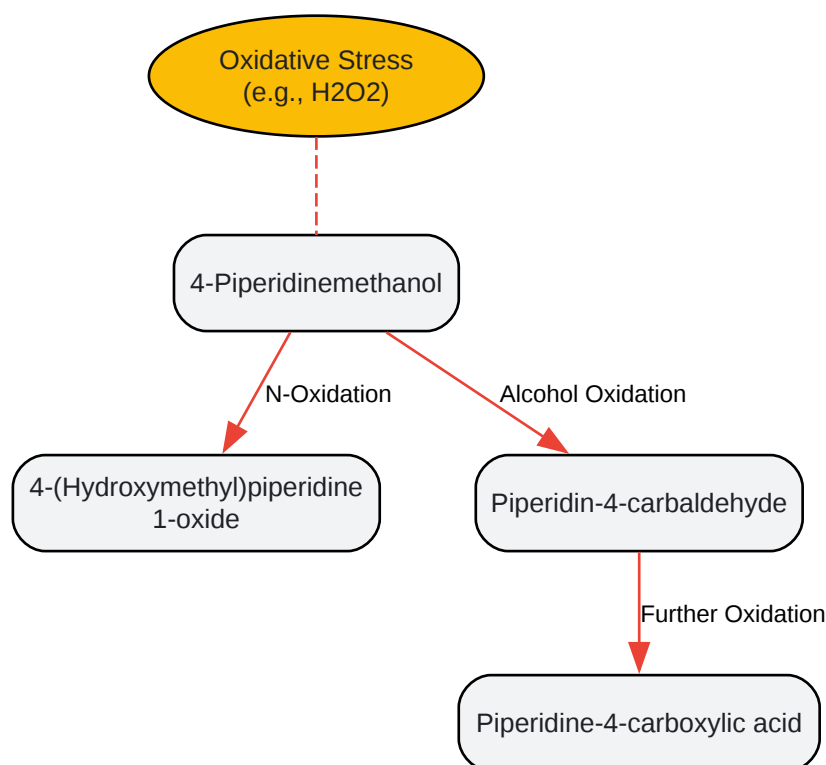 Oxidative Stress
(e.g., H2O2)
4-Piperidinemethanol
N-Oxidation
Alcohol Oxidation
4-(Hydroxymethyl)piperidine
1-oxide
Piperidin-4-carbaldehyde
Further Oxidation
Piperidine-4-carboxylic acid